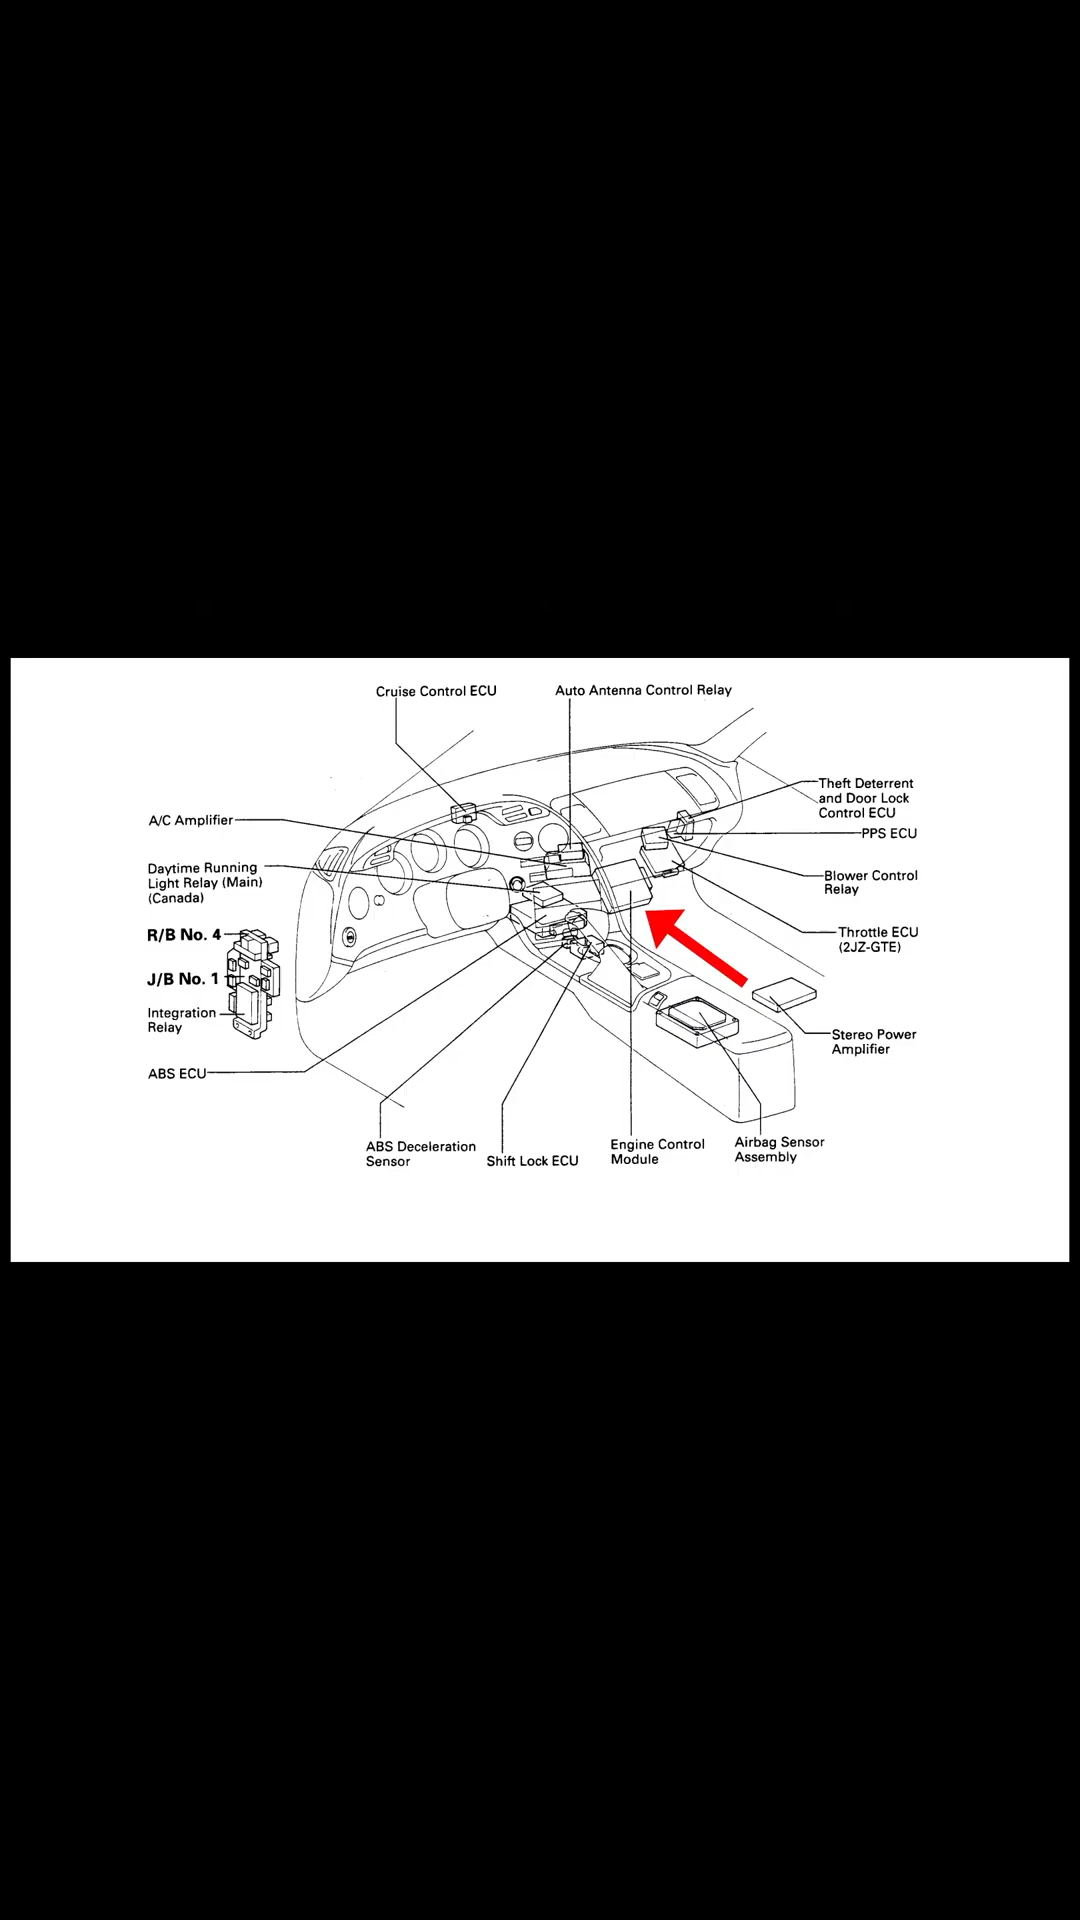 Cruise Control ECU
Auto Antenna Control Relay
Theft Deterrent
and Door Lock
Control ECU
A/C Amplifier
PPS ECU
Daytime Running
Light Relay (Main)
(Canada)
Blower Control
Relay
R/B No. 4
Throttle ECU
(2JZ-GTE)
J/B No. 1
Integration
Relay
Stereo Power
Amplifier
ABS ECU
ABS Deceleration
Sensor
Shift Lock ECU
Engine Control
Module
Airbag Sensor
Assembly